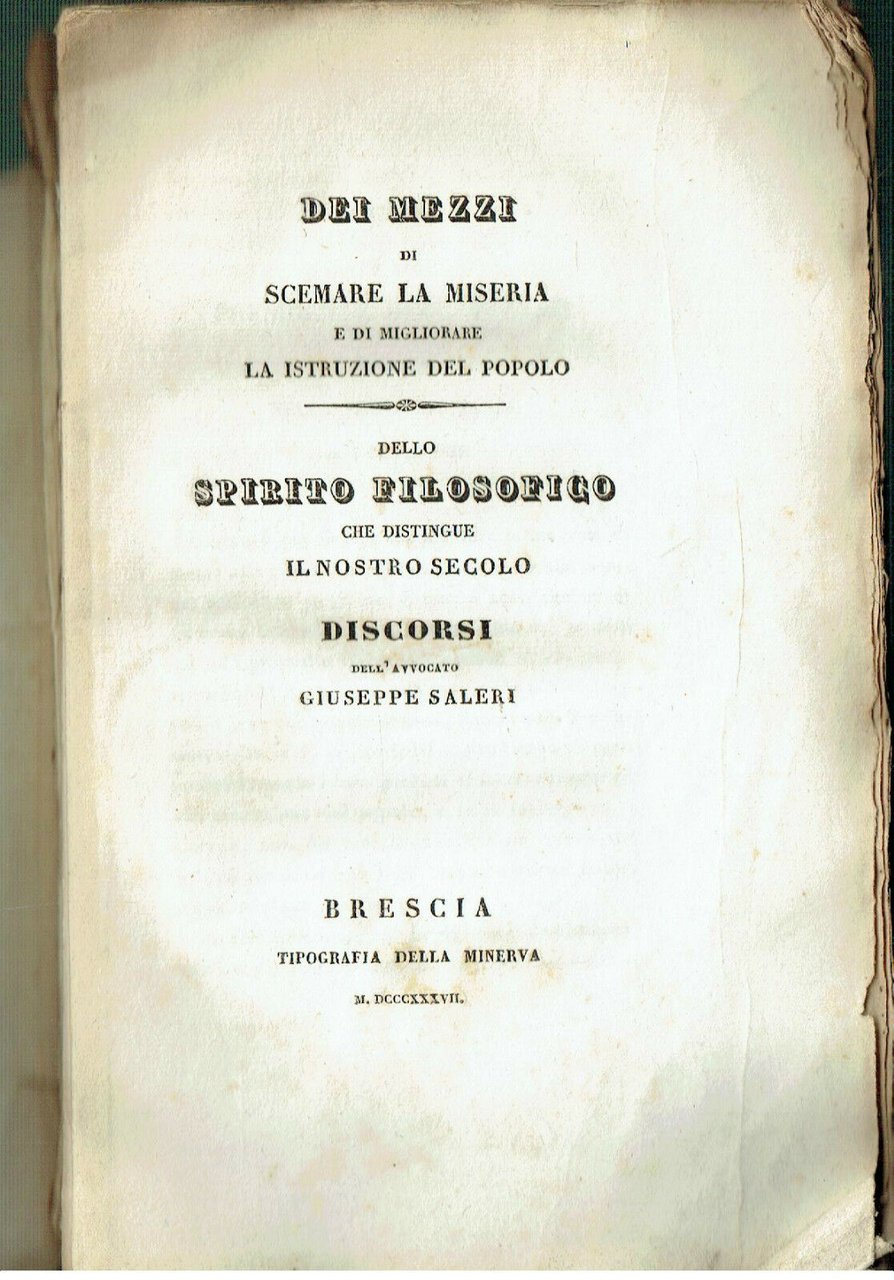 DEI MEZZI
DI
SCEMARE LA MISERIA
E DI MIGLIORARE
LA ISTRUZIONE DEL POPOLO
DELLO
SPIRITO FILOSOFICO
CHE DISTINGUE
IL NOSTRO SECOLO
DISCORSI
DELL'AVVOCATO
GIUSEPPE SALERI
BRESCIA
TIPOGRAFIA DELLA MINERVA
M. DCCCXXXVII.